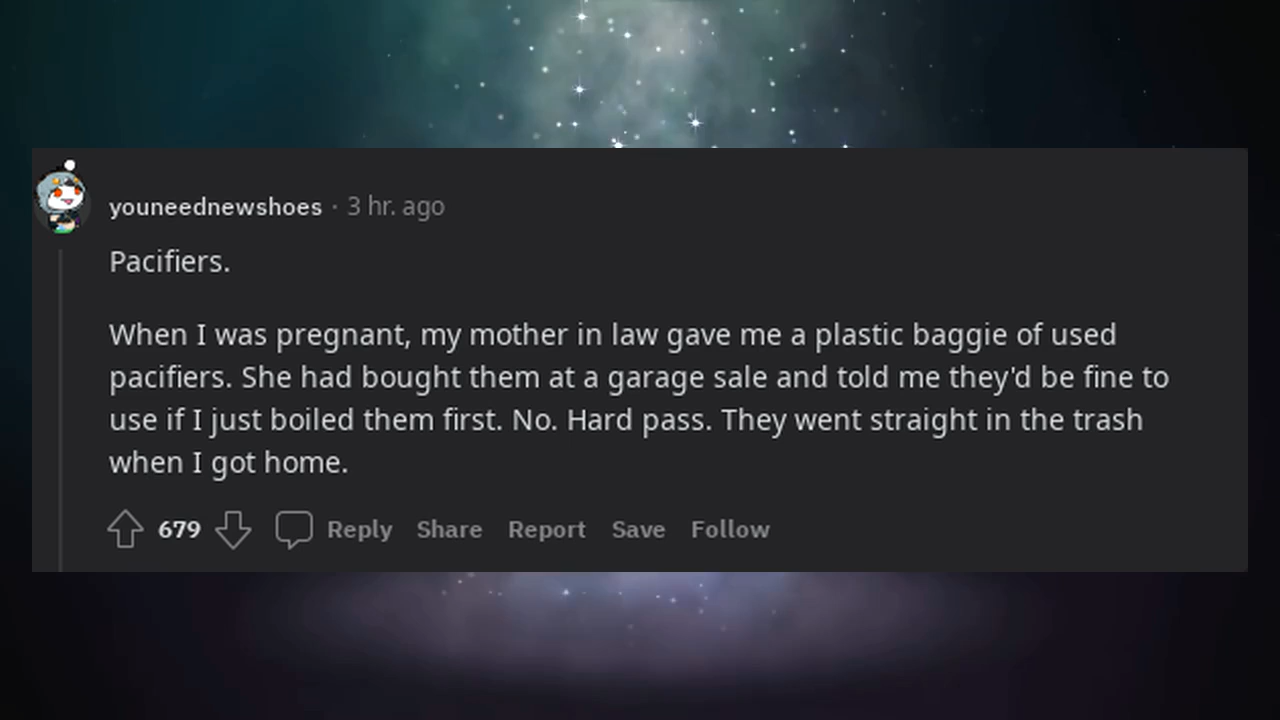 youneednewshoes · 3 hr. ago
Pacifiers.
When I was pregnant, my mother in law gave me a plastic baggie of used
pacifiers. She had bought them at a garage sale and told me they'd be fine to
use if I just boiled them first. No. Hard pass. They went straight in the trash
when I got home.
679 Reply Share Report Save Follow